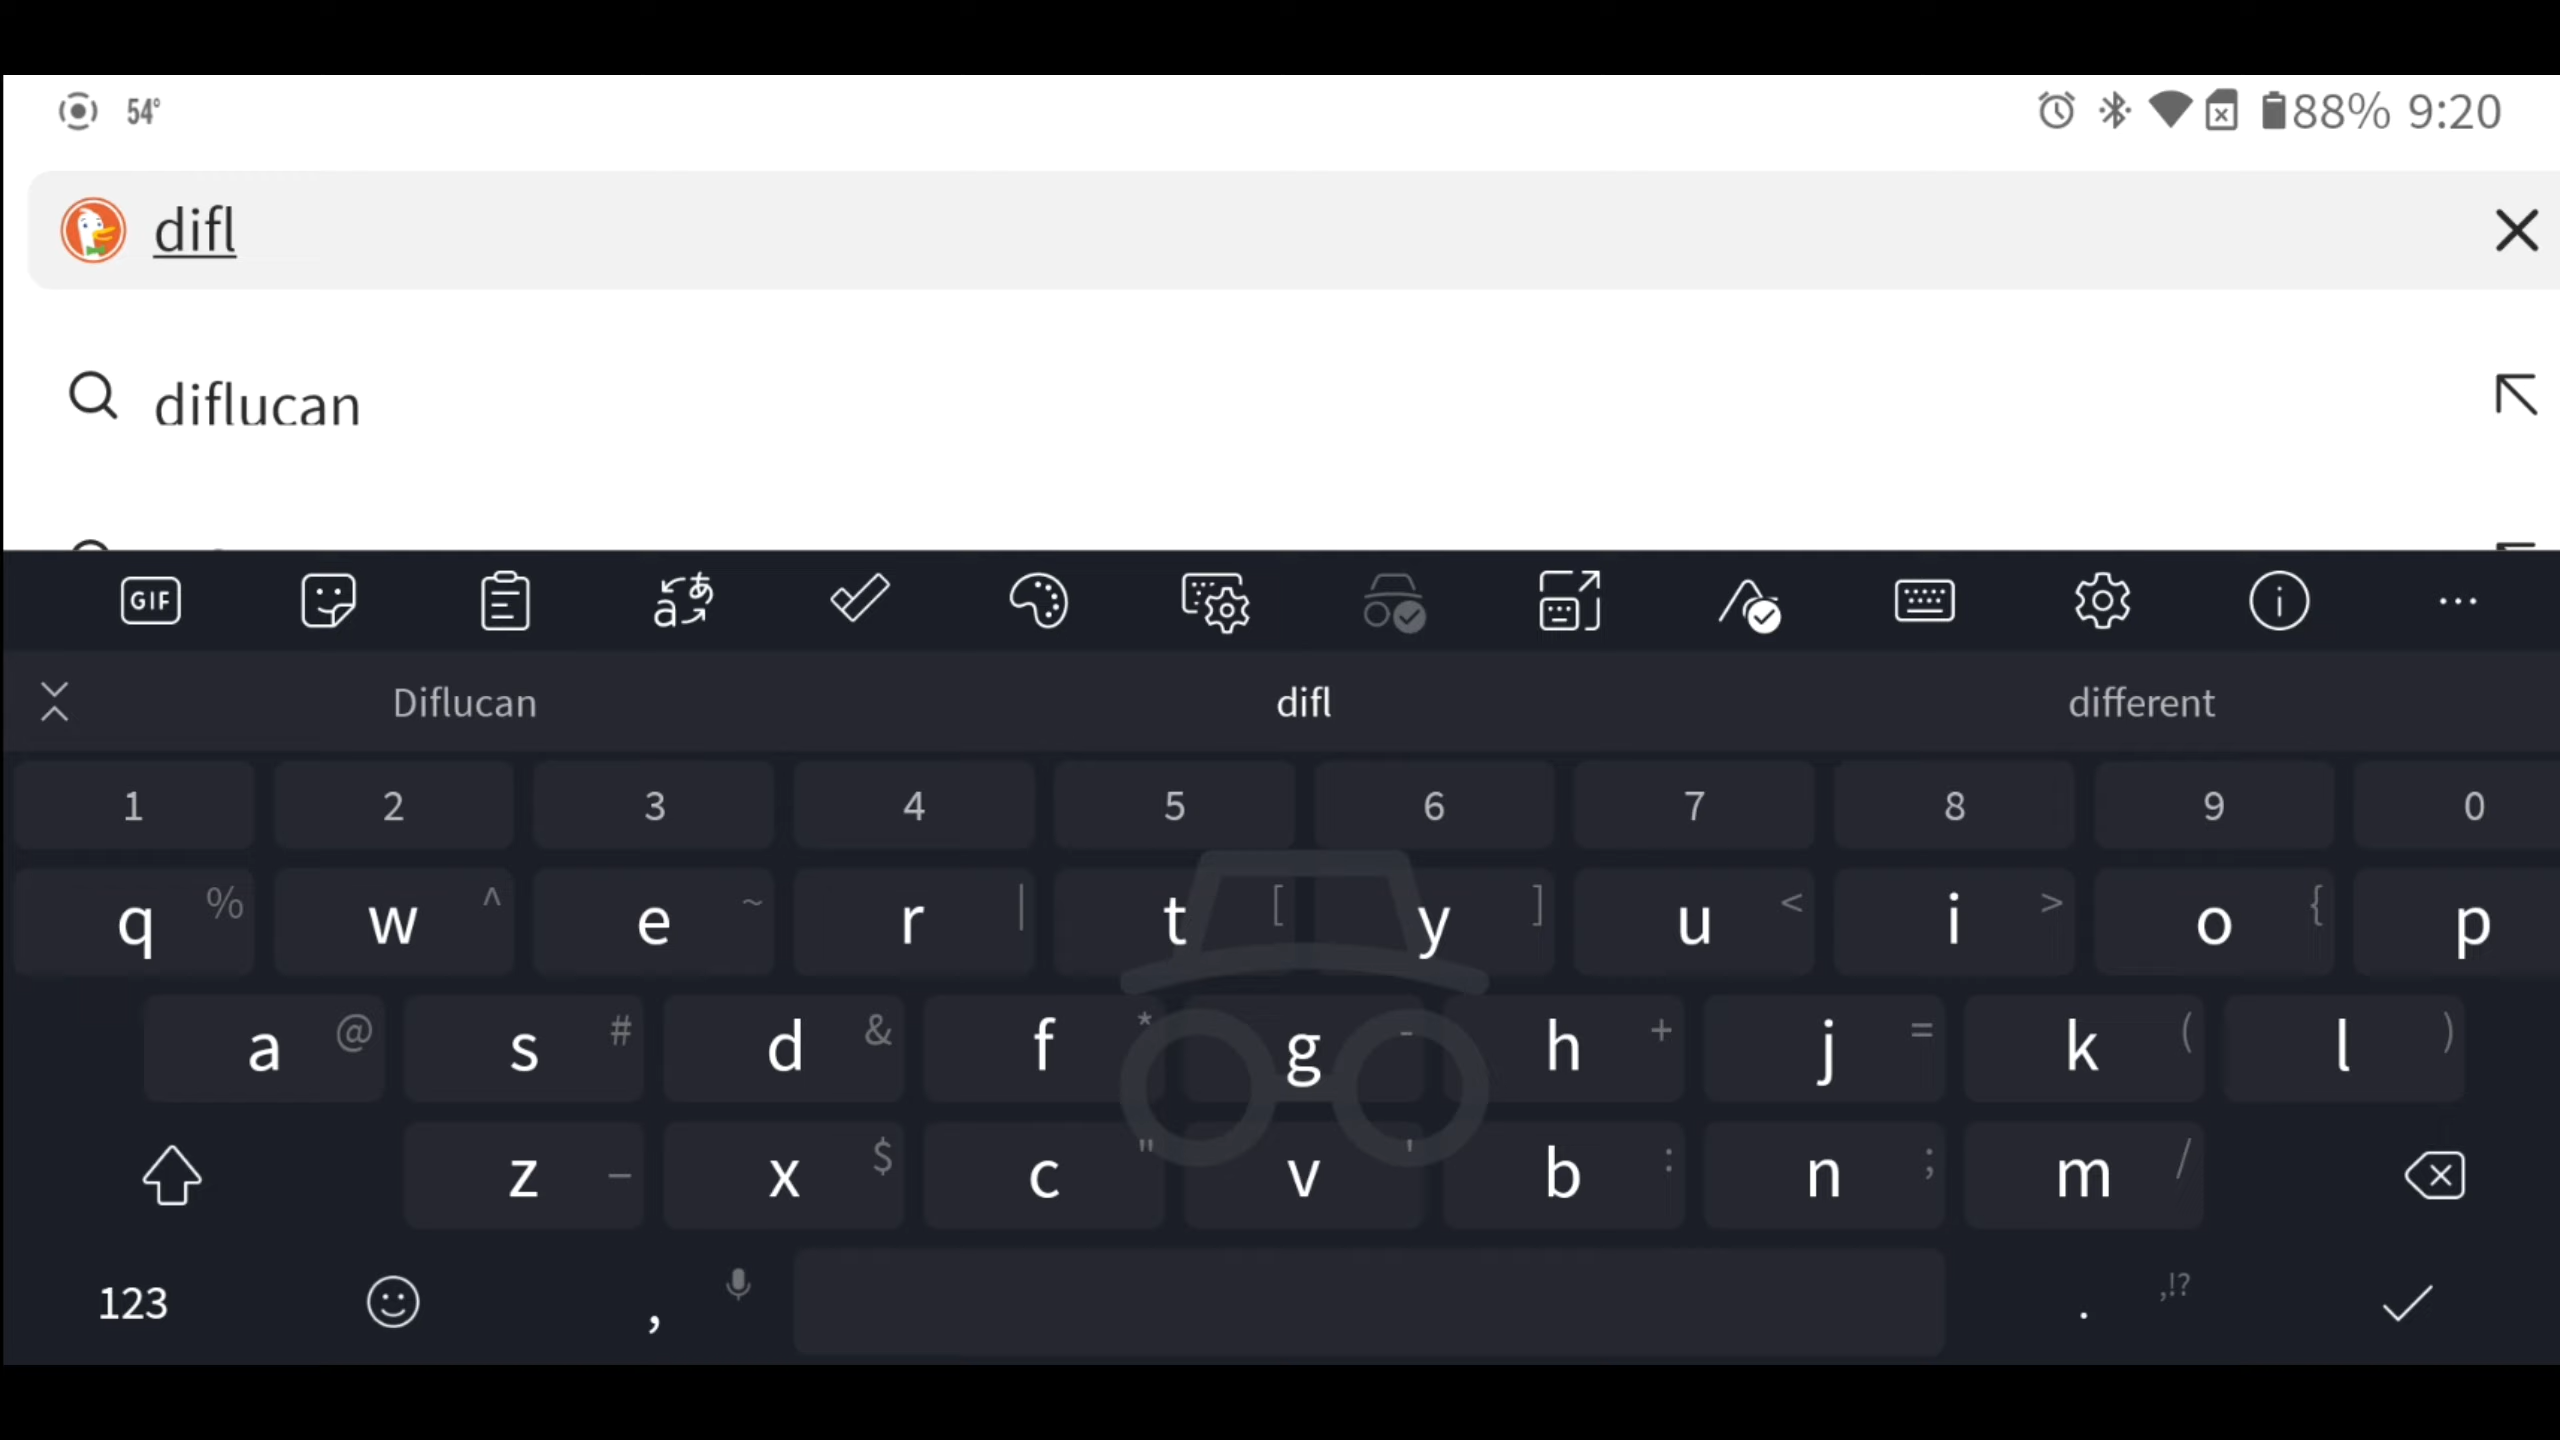 54°
88% 9:20
difl
diflucan
GIF
a あ
Diflucan difl different
1 2 3 4 5 6 7 8 9 0
q % w ^ e ~ r | t [ y ] u < i > o { p
a @ s # d & f * g - h + j = k ( l )
z _ x $ c " v ' b : n ; m /
123 , . ,!?